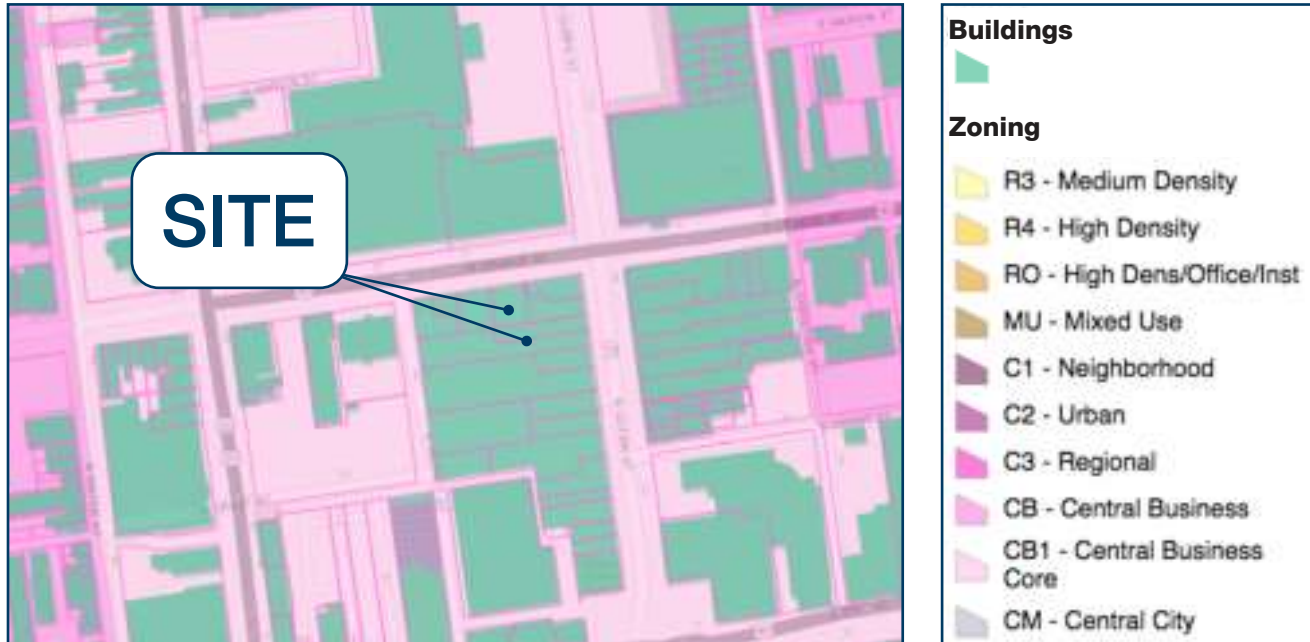 SITE
Buildings
Zoning
R3 - Medium Density
R4 - High Density
RO - High Dens/Office/Inst
MU - Mixed Use
C1 - Neighborhood
C2 - Urban
C3 - Regional
CB - Central Business
CB1 - Central Business
Core
CM - Central City